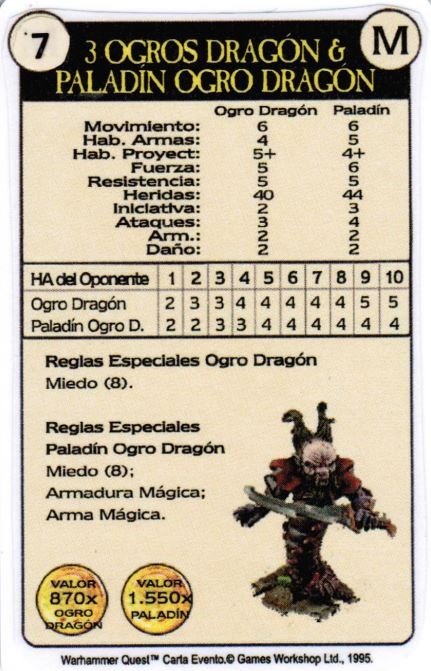 7
3 OGROS DRAGÓN &
M
PALADÍN OGRO DRAGÓN
Ogro Dragón Paladín
Movimiento: 6 6
Hab. Armas: 4 5
Hab. Proyect: 5+ 4+
Fuerza: 5 6
Resistencia: 5 5
Heridas: 40 44
Iniciativa: 2 3
Ataques: 3 4
Arm.: 2 2
Daño: 2 2
HA del Oponente 1 2 3 4 5 6 7 8 9 10
Ogro Dragón 2 3 3 4 4 4 4 4 5 5
Paladín Ogro D. 2 2 3 3 4 4 4 4 4 4
Reglas Especiales Ogro Dragón
Miedo (8).
Reglas Especiales
Paladín Ogro Dragón
Miedo (8);
Armadura Mágica;
Arma Mágica.
VALOR
870x
OGRO
DRAGÓN
VALOR
1.550x
PALADÍN
Warhammer Quest™ Carta Evento.© Games Workshop Ltd., 1995.